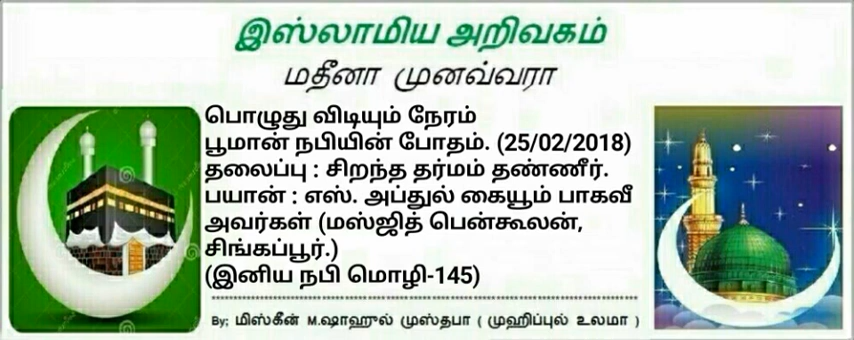 இஸ்லாமிய அறிவகம்
மதீனா முனவ்வரா
பொழுது விடியும் நேரம்
பூமான் நபியின் போதம். (25/02/2018)
தலைப்பு : சிறந்த தர்மம் தண்ணீர்.
பயான் : எஸ். அப்துல் கையூம் பாகவீ
அவர்கள் (மஸ்ஜித் பென்கூலன்,
சிங்கப்பூர்.)
(இனிய நபி மொழி-145)
By; மிஸ்கீன் M.ஷாஹுல் முஸ்தபா ( முஹிப்புல் உலமா )